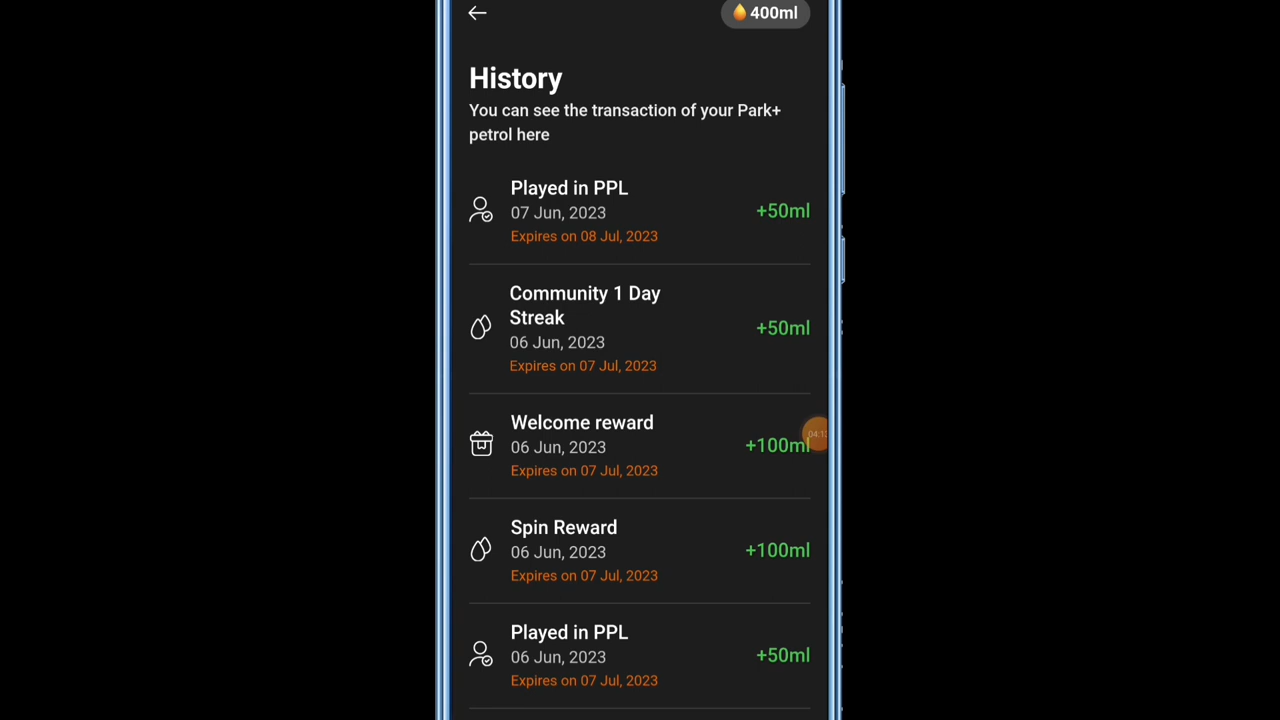 400ml
History
You can see the transaction of your Park+
petrol here
Played in PPL
07 Jun, 2023
+50ml
Expires on 08 Jul, 2023
Community 1 Day
Streak
+50ml
06 Jun, 2023
Expires on 07 Jul, 2023
Welcome reward
06 Jun, 2023
+100ml
Expires on 07 Jul, 2023
Spin Reward
06 Jun, 2023
+100ml
Expires on 07 Jul, 2023
Played in PPL
06 Jun, 2023
+50ml
Expires on 07 Jul, 2023